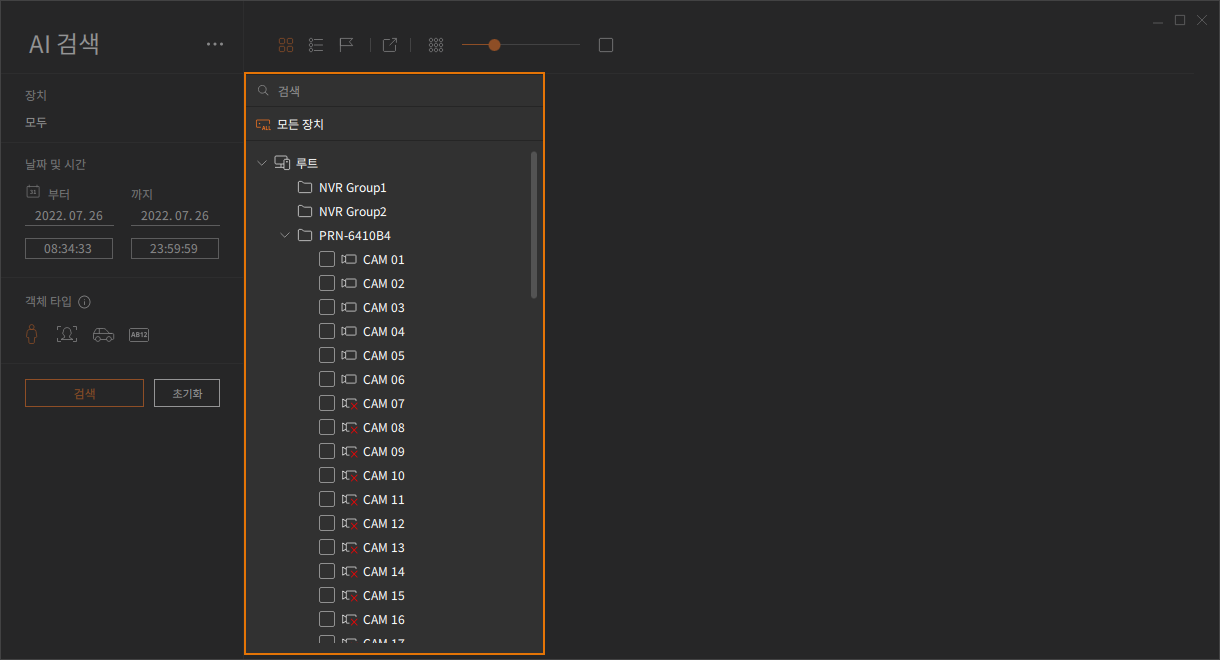 AI 검색
장치
모두
날짜 및 시간
31 부터 까지
2022. 07. 26 2022. 07. 26
08:34:33 23:59:59
객체 타입
AB12
검색 초기화
검색
ALL 모든 장치
루트
NVR Group1
NVR Group2
PRN-6410B4
CAM 01
CAM 02
CAM 03
CAM 04
CAM 05
CAM 06
CAM 07
CAM 08
CAM 09
CAM 10
CAM 11
CAM 12
CAM 13
CAM 14
CAM 15
CAM 16
CAM 17